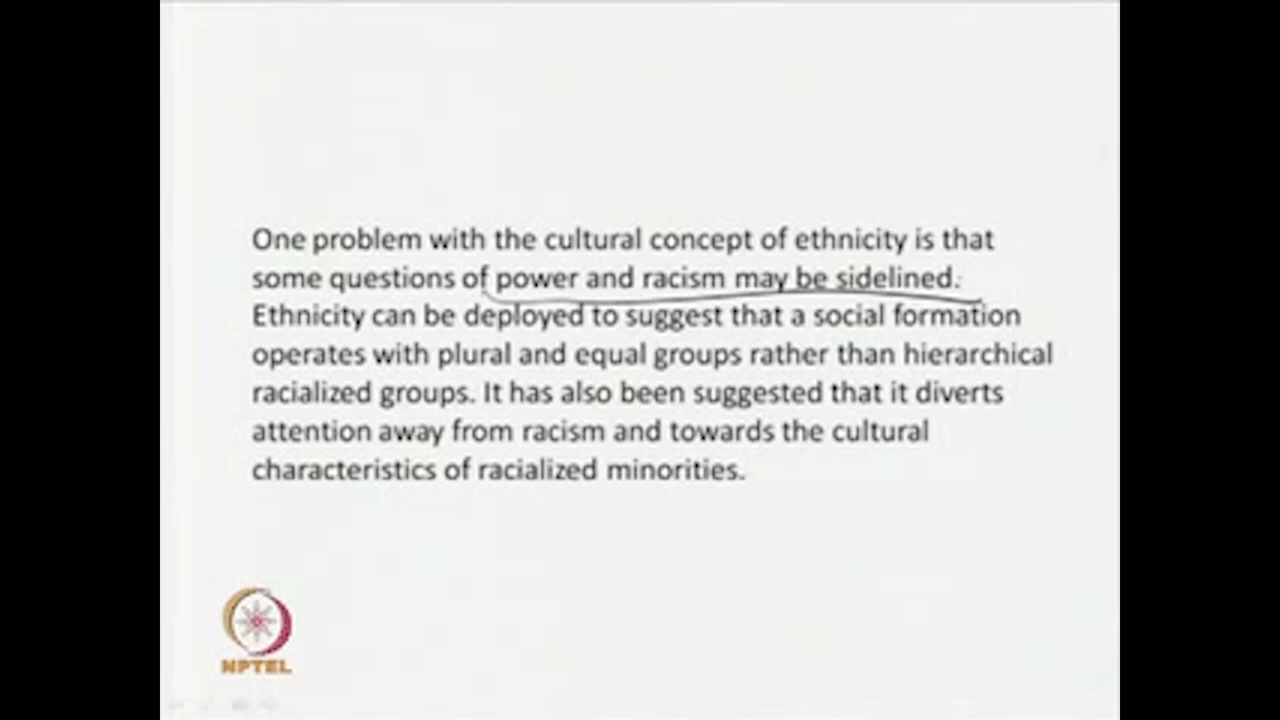 One problem with the cultural concept of ethnicity is that
some questions of power and racism may be sidelined.
Ethnicity can be deployed to suggest that a social formation
operates with plural and equal groups rather than hierarchical
racialized groups. It has also been suggested that it diverts
attention away from racism and towards the cultural
characteristics of racialized minorities.
NPTEL